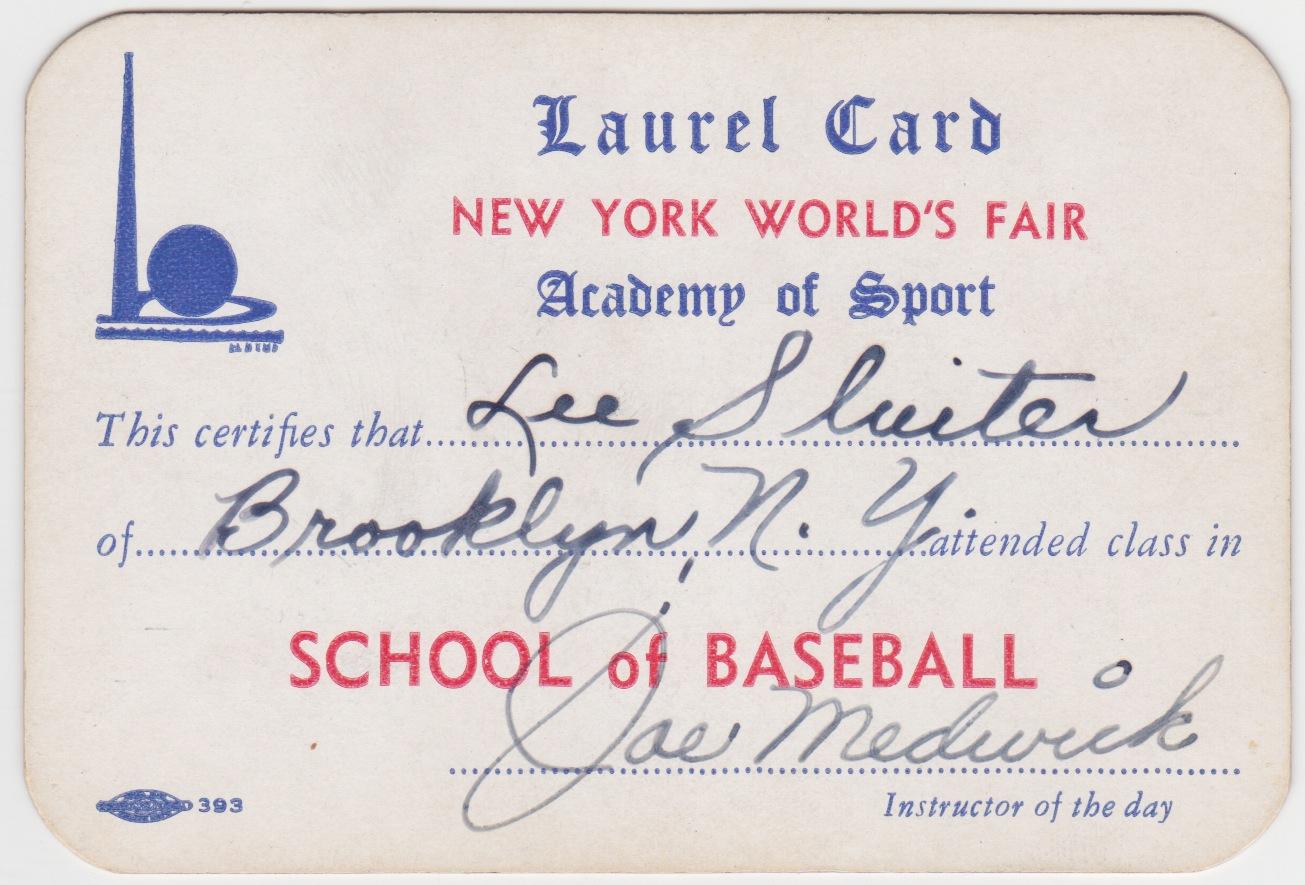 Laurel Card
NEW YORK WORLD'S FAIR
Academy of Sport
This certifies that Lee Sluiter
of Brooklyn, N. Y. attended class in
SCHOOL of BASEBALL
Joe Medwick
Instructor of the day
393